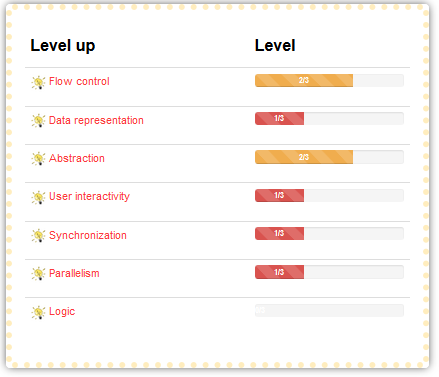 Level up Level
Flow control 2/3
Data representation 1/3
Abstraction 2/3
User interactivity 1/3
Synchronization 1/3
Parallelism 1/3
Logic